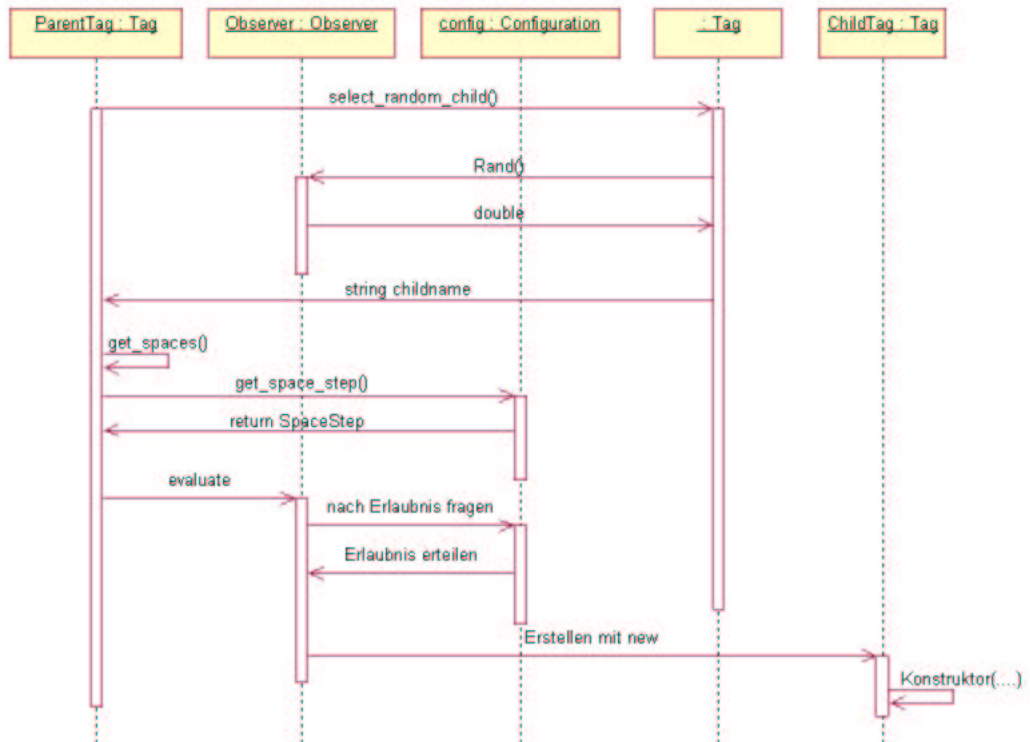 ParentTag : Tag
Observer : Observer
config : Configuration
: Tag
ChildTag : Tag
select_random_child()
Rand()
double
string childname
get_spaces()
get_space_step()
return SpaceStep
evaluate
nach Erlaubnis fragen
Erlaubnis erteilen
Erstellen mit new
Konstruktor(....)